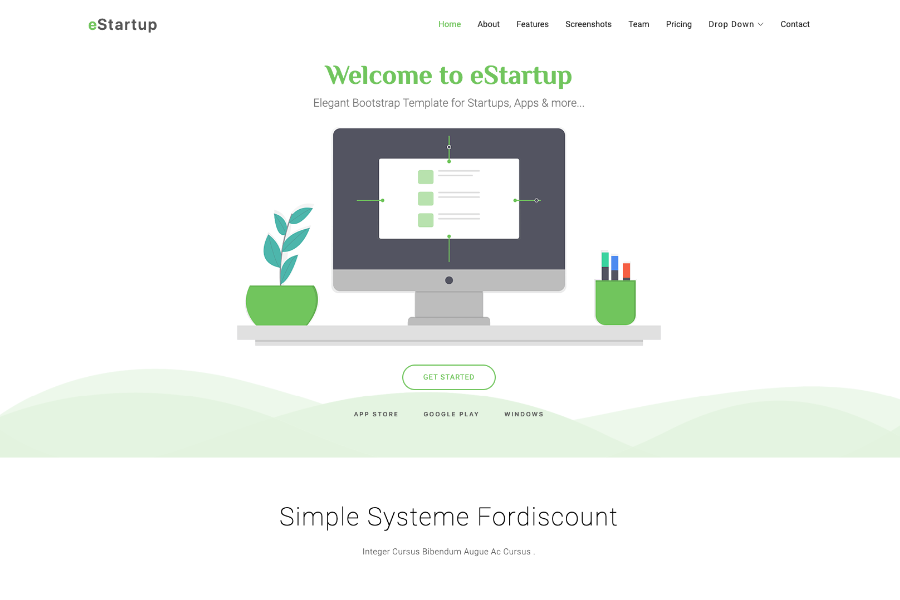 eStartup
Home About Features Screenshots Team Pricing Drop Down Contact
Welcome to eStartup
Elegant Bootstrap Template for Startups, Apps & more...
GET STARTED
APP STORE GOOGLE PLAY WINDOWS
Simple Systeme Fordiscount
Integer Cursus Bibendum Augue Ac Cursus .